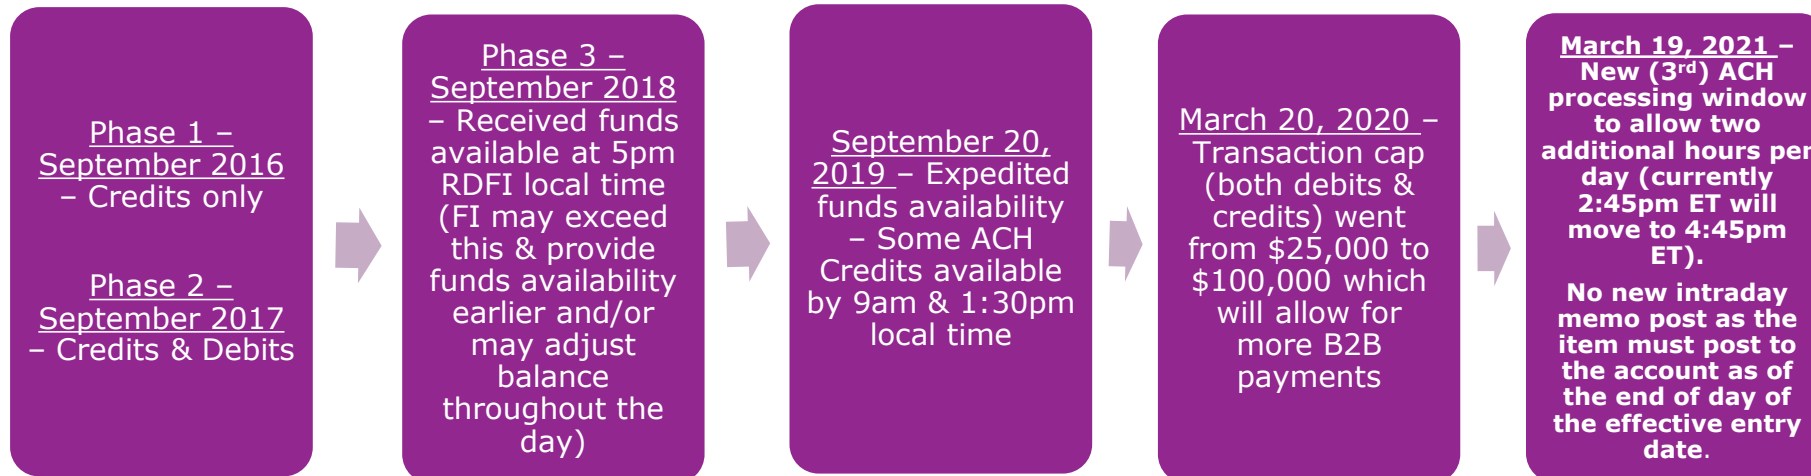 Phase 1 –
September 2016
– Credits only
Phase 2 –
September 2017
– Credits & Debits
Phase 3 –
September 2018
– Received funds
available at 5pm
RDFI local time
(FI may exceed
this & provide
funds availability
earlier and/or
may adjust
balance
throughout the
day)
September 20,
2019 – Expedited
funds availability
– Some ACH
Credits available
by 9am & 1:30pm
local time
March 20, 2020 –
Transaction cap
(both debits &
credits) went
from $25,000 to
$100,000 which
will allow for
more B2B
payments
March 19, 2021 –
New (3rd) ACH
processing window
to allow two
additional hours per
day (currently
2:45pm ET will
move to 4:45pm
ET).
No new intraday
memo post as the
item must post to
the account as of
the end of day of
the effective entry
date.